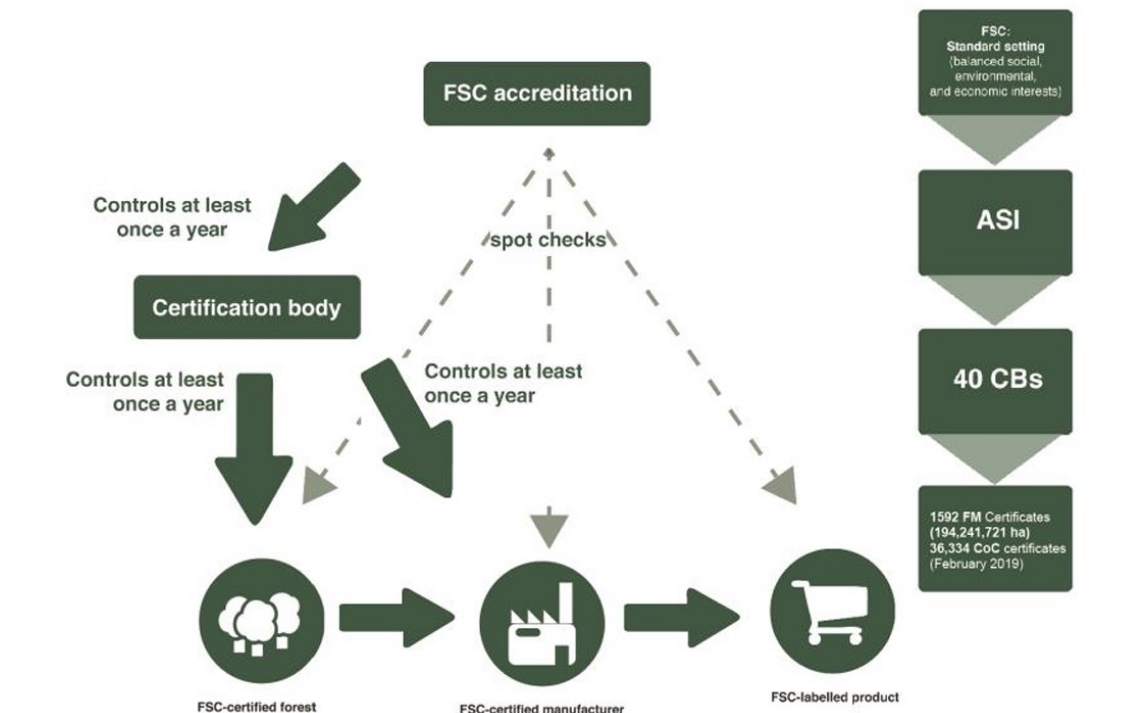 FSC accreditation
Controls at least
once a year
spot checks
Certification body
Controls at least
once a year
Controls at least
once a year
FSC-certified forest
FSC-certified manufacturer
FSC-labelled product
FSC:
Standard setting
(balanced social,
environmental,
and economic interests)
ASI
40 CBs
1592 FM Certificates
(194,241,721 ha)
36,334 CoC certificates
(February 2019)